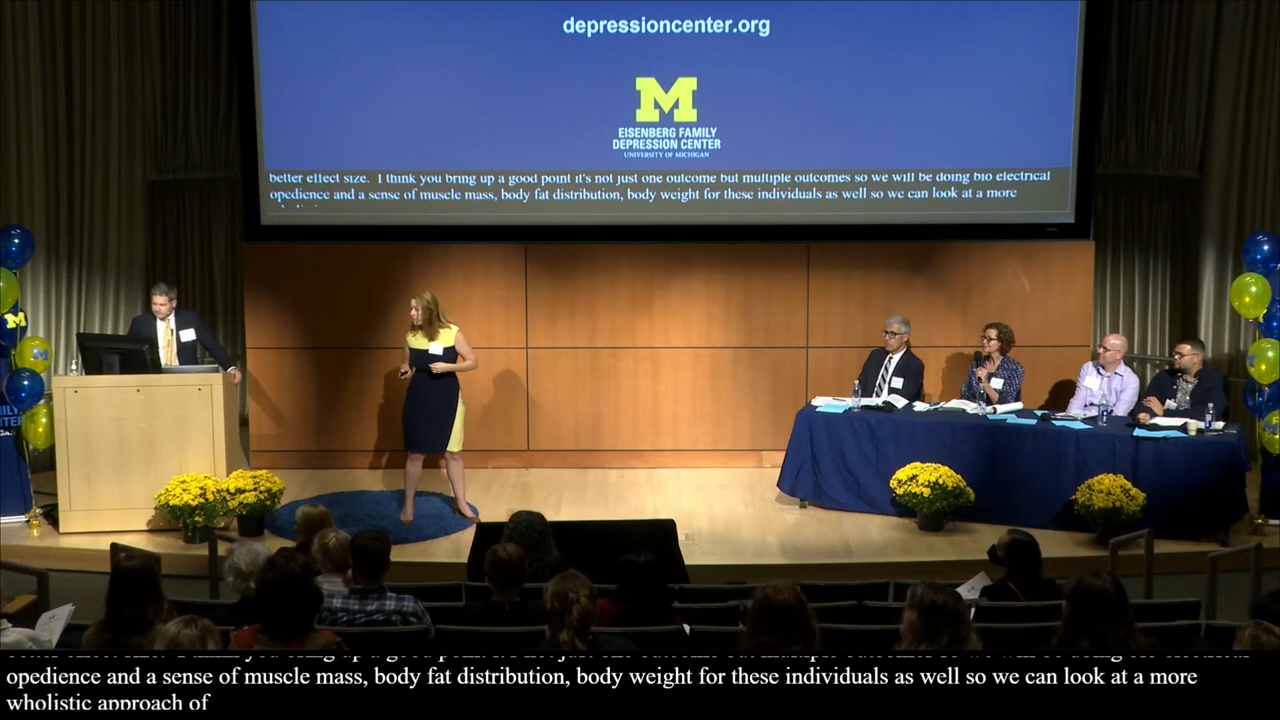 depressioncenter.org
M
EISENBERG FAMILY
DEPRESSION CENTER
UNIVERSITY OF MICHIGAN
better effect size. I think you bring up a good point it's not just one outcome but multiple outcomes so we will be doing bio electrical
opedience and a sense of muscle mass, body fat distribution, body weight for these individuals as well so we can look at a more
M
M
opedience and a sense of muscle mass, body fat distribution, body weight for these individuals as well so we can look at a more
wholistic approach of